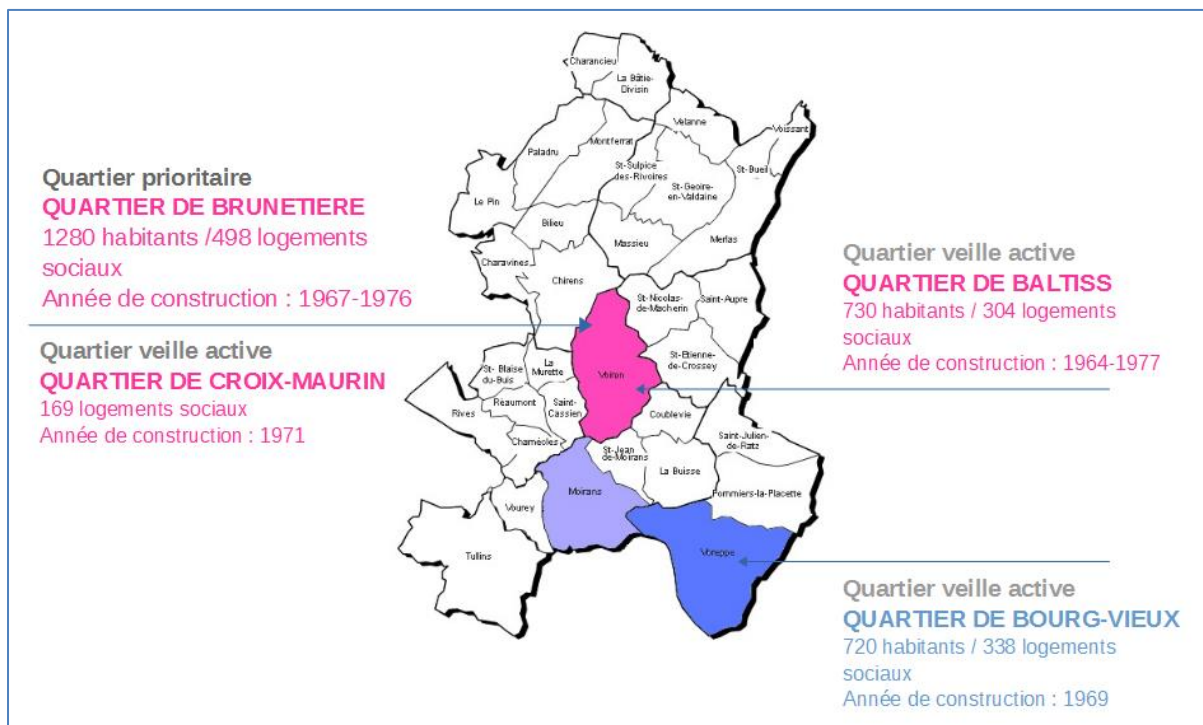 Quartier prioritaire
QUARTIER DE BRUNETIERE
1280 habitants /498 logements
sociaux
Année de construction : 1967-1976
Quartier veille active
QUARTIER DE CROIX-MAURIN
169 logements sociaux
Année de construction : 1971
Charancieu
La Bâtie-
Divisin
Velanne
Voissant
Montferrat
Paladru
St-Sulpice
des-Rivoires
St-Bueil
St-Geoire-
en-Valdaine
Le Pin
Bilieu
Massieu
Merlas
Charavines
Chirens
St-Nicolas-
de-Macherin
Saint-Aupre
St-Etienne-
de-Crossey
Voiron
St-Blaise
du-Buis
La
Murette
Réaumont
Saint-
Cassien
Rives
Coublevie
Charnècles
St-Jean
de-Moirans
Saint-Julien-
de-Ratz
La Buisse
Pommiers-la-Placette
Moirans
Vourey
Tullins
Voreppe
Quartier veille active
QUARTIER DE BALTISS
730 habitants / 304 logements
sociaux
Année de construction : 1964-1977
Quartier veille active
QUARTIER DE BOURG-VIEUX
720 habitants / 338 logements
sociaux
Année de construction : 1969